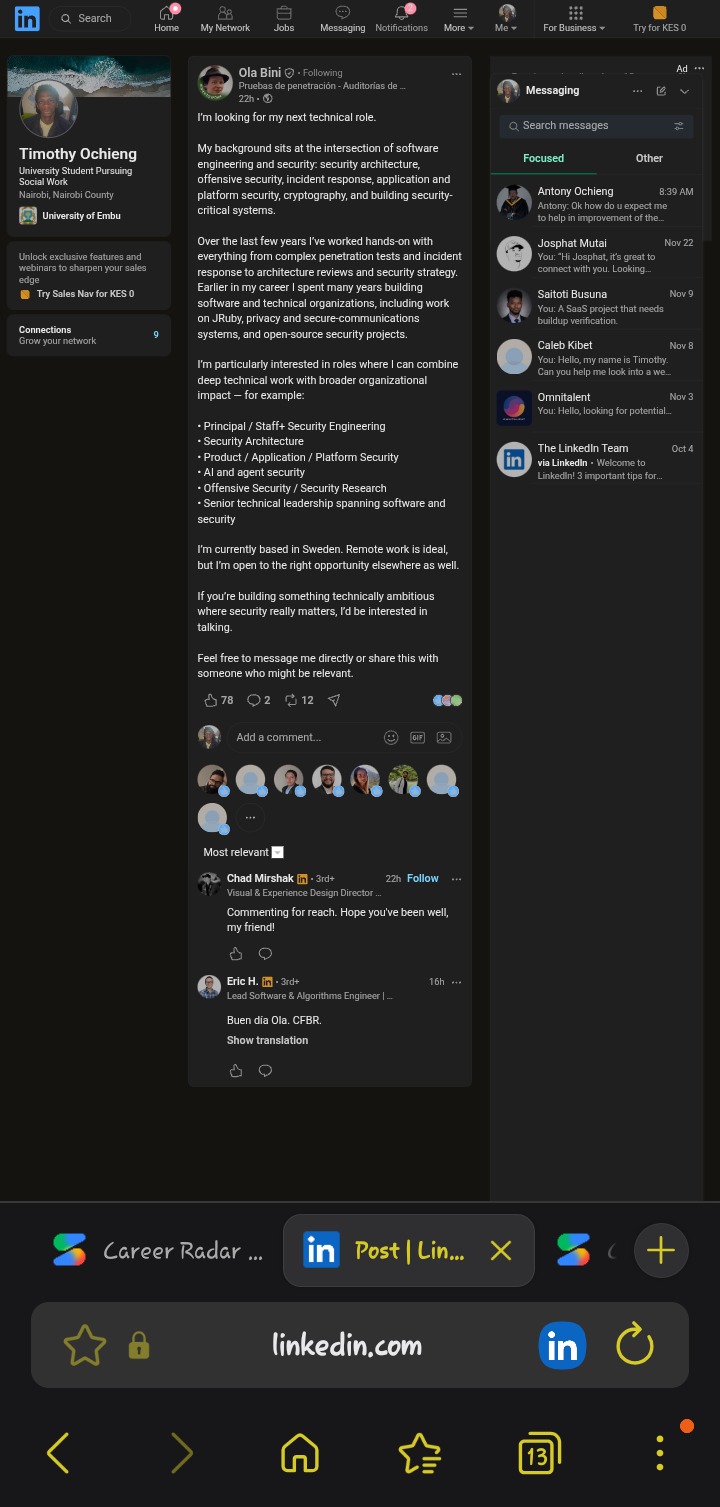 in
Search
Home
My Network
Jobs
Messaging
2
Notifications
More
Me
For Business
Try for KES 0
Timothy Ochieng
University Student Pursuing
Social Work
Nairobi, Nairobi County
University of Embu
Unlock exclusive features and
webinars to sharpen your sales
edge
Try Sales Nav for KES 0
Connections 9
Grow your network
Ola Bini • Following
Pruebas de penetración - Auditorías de ...
22h •
I'm looking for my next technical role.
My background sits at the intersection of software
engineering and security: security architecture,
offensive security, incident response, application and
platform security, cryptography, and building security-
critical systems.
Over the last few years I've worked hands-on with
everything from complex penetration tests and incident
response to architecture reviews and security strategy.
Earlier in my career I spent many years building
software and technical organizations, including work
on JRuby, privacy and secure-communications
systems, and open-source security projects.
I'm particularly interested in roles where I can combine
deep technical work with broader organizational
impact — for example:
• Principal / Staff+ Security Engineering
• Security Architecture
• Product / Application / Platform Security
• AI and agent security
• Offensive Security / Security Research
• Senior technical leadership spanning software and
security
I'm currently based in Sweden. Remote work is ideal,
but I'm open to the right opportunity elsewhere as well.
If you're building something technically ambitious
where security really matters, I'd be interested in
talking.
Feel free to message me directly or share this with
someone who might be relevant.
78 2 12
Add a comment...
GIF
Most relevant
Chad Mirshak in • 3rd+ 22h Follow
Visual & Experience Design Director ...
Commenting for reach. Hope you've been well,
my friend!
Eric H. in • 3rd+ 16h
Lead Software & Algorithms Engineer | ...
Buen día Ola. CFBR.
Show translation
Ad
Messaging
Search messages
Focused Other
Antony Ochieng 8:39 AM
Antony: Ok how do u expect me
to help in improvement of the...
Josphat Mutai Nov 22
You: "Hi Josphat, it's great to
connect with you. Looking...
Saitoti Busuna Nov 9
You: A SaaS project that needs
buildup verification.
Caleb Kibet Nov 8
You: Hello, my name is Timothy.
Can you help me look into a we...
Omnitalent Nov 3
You: Hello, looking for potential...
The LinkedIn Team Oct 4
in
via LinkedIn • Welcome to
LinkedIn! 3 important tips for...
Career Radar ...
in
Post | Lin...
linkedin.com
in
13